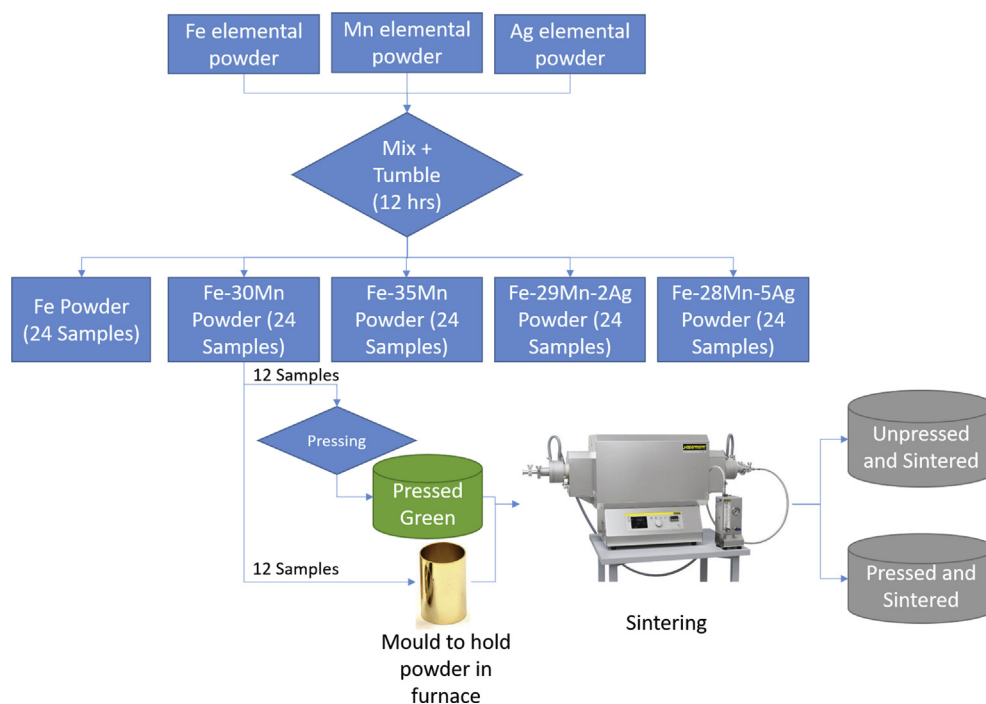 Fe elemental
powder
Mn elemental
powder
Ag elemental
powder
Mix +
Tumble
(12 hrs)
Fe Powder
(24 Samples)
Fe-30Mn
Powder (24
Samples)
Fe-35Mn
Powder (24
Samples)
Fe-29Mn-2Ag
Powder (24
Samples)
Fe-28Mn-5Ag
Powder (24
Samples)
12 Samples
Pressing
Pressed
Green
12 Samples
Mould to hold
powder in
furnace
Sintering
Unpressed
and Sintered
Pressed and
Sintered